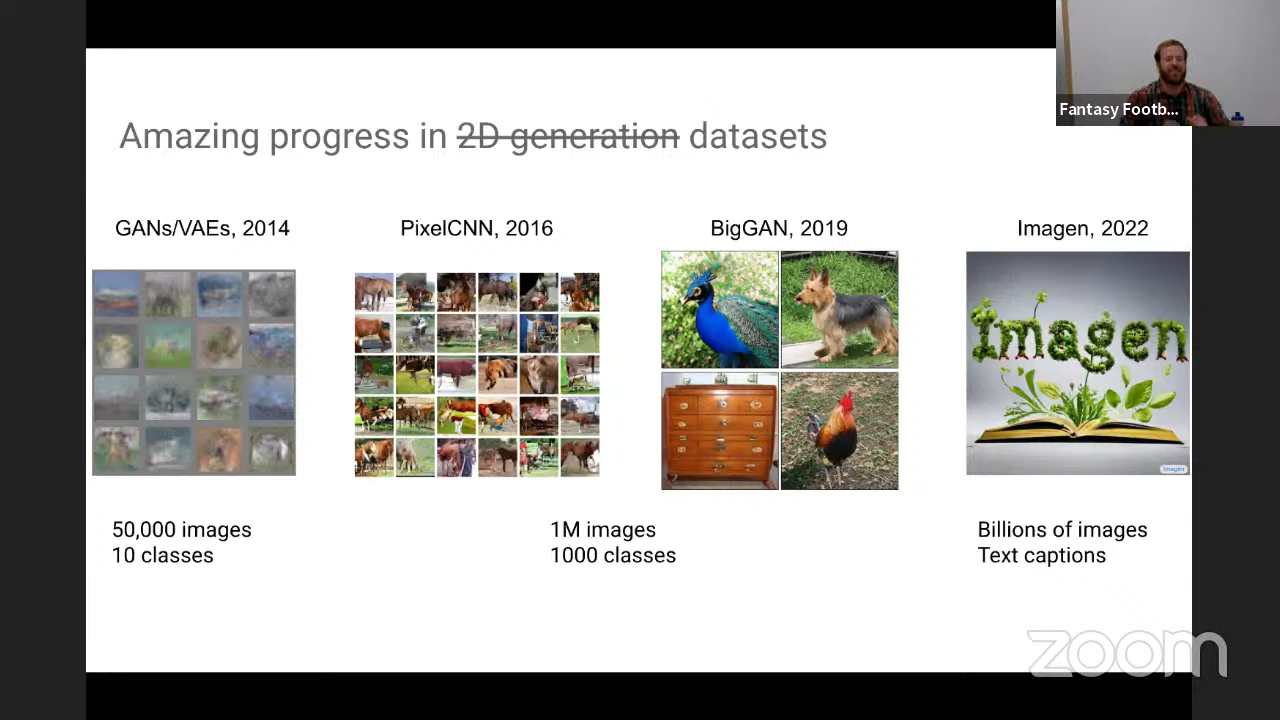 Fantasy Footb...
Amazing progress in 2D generation datasets
GANs/VAEs, 2014
PixelCNN, 2016
BigGAN, 2019
Imagen, 2022
Imagen
Imagen
50,000 images
10 classes
1M images
1000 classes
Billions of images
Text captions
zoom